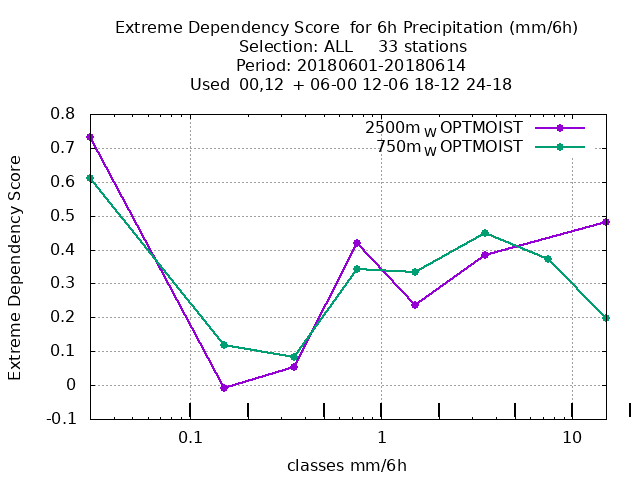 Extreme Dependency Score  for 6h Precipitation (mm/6h)
Selection: ALL     33 stations
Period: 20180601-20180614
Used  00,12  + 06-00 12-06 18-12 24-18
0.8
0.7
0.6
0.5
0.4
0.3
0.2
0.1
0
-0.1
Extreme Dependency Score
2500m WOPTMOIST
750m WOPTMOIST
0.1 1 10
classes mm/6h